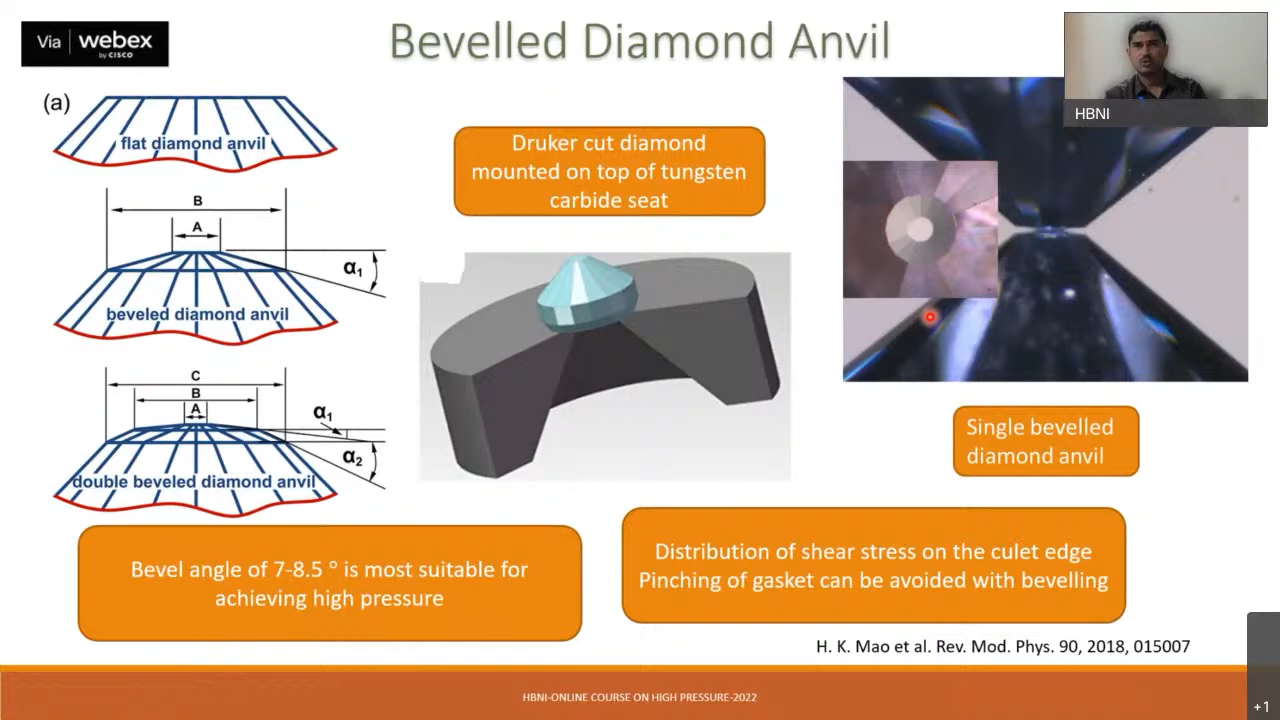 Via webex
by CISCO
Bevelled Diamond Anvil
HBNI
(a)
flat diamond anvil
B
A
α1
beveled diamond anvil
C
B
A
α1
α2
double beveled diamond anvil
Druker cut diamond
mounted on top of tungsten
carbide seat
Single bevelled
diamond anvil
Bevel angle of 7-8.5 ° is most suitable for
achieving high pressure
Distribution of shear stress on the culet edge
Pinching of gasket can be avoided with bevelling
H. K. Mao et al. Rev. Mod. Phys. 90, 2018, 015007
HBNI-ONLINE COURSE ON HIGH PRESSURE-2022
+1